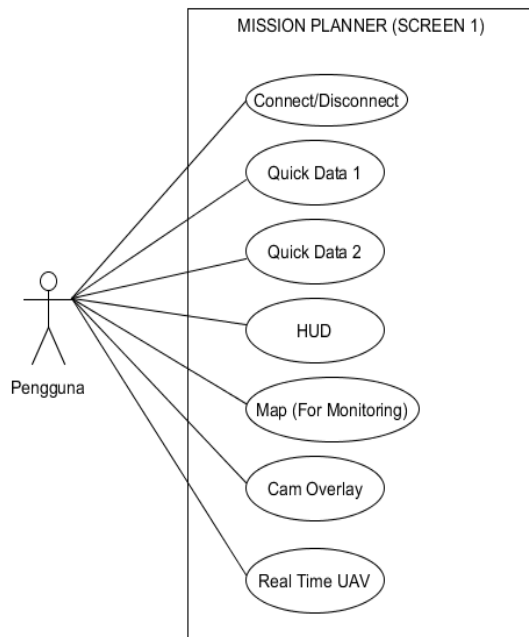 MISSION PLANNER (SCREEN 1)
Connect/Disconnect
Quick Data 1
Quick Data 2
HUD
Pengguna
Map (For Monitoring)
Cam Overlay
Real Time UAV